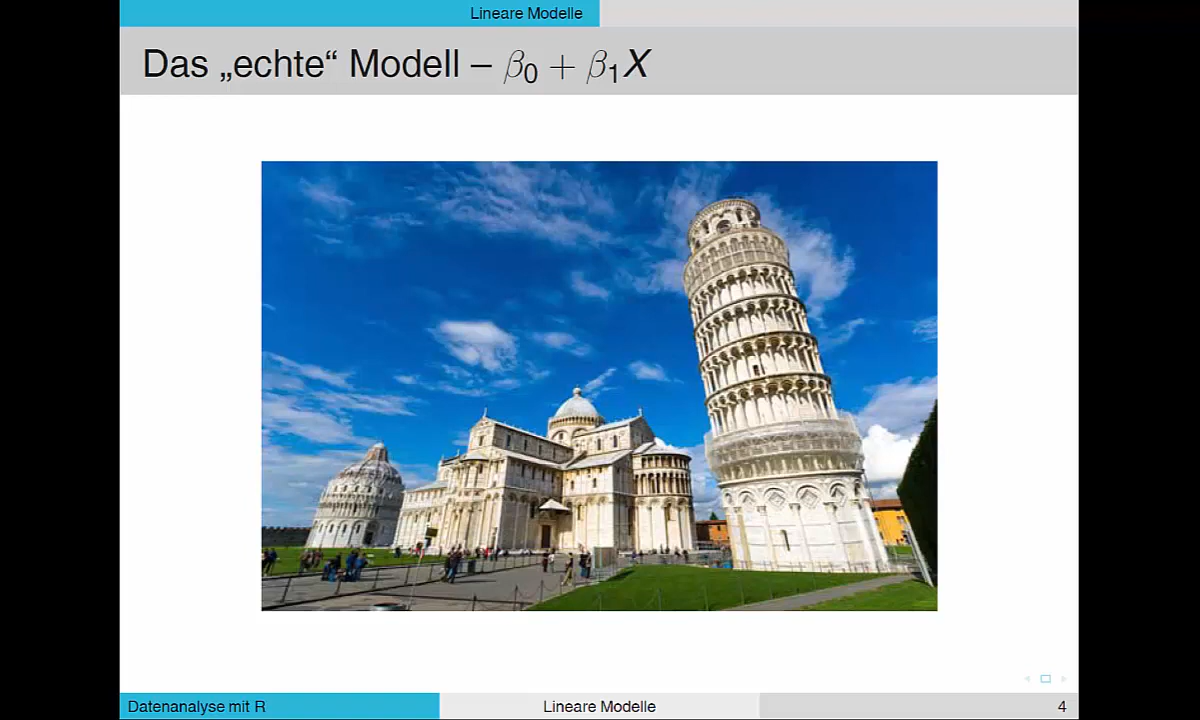 Lineare Modelle
Das „echte“ Modell – β₀ + β₁X
Datenanalyse mit R
Lineare Modelle
4